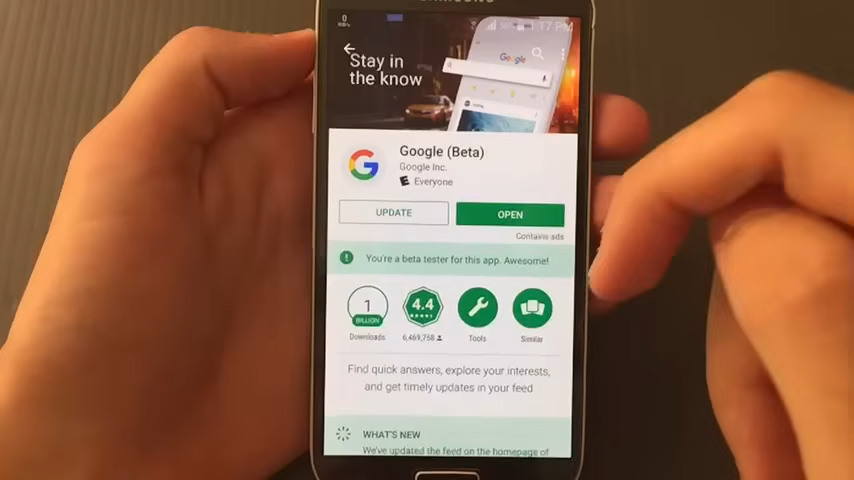 SAMSUNG
0
1:17 PM
Google
Stay in
the know
Google (Beta)
Google Inc.
E Everyone
UPDATE
OPEN
Contains ads
! You're a beta tester for this app. Awesome!
1
BILLION
4.4
Downloads
6,469,758
Tools
Similar
Find quick answers, explore your interests,
and get timely updates in your feed
WHAT'S NEW
We've updated the feed on the homepage of